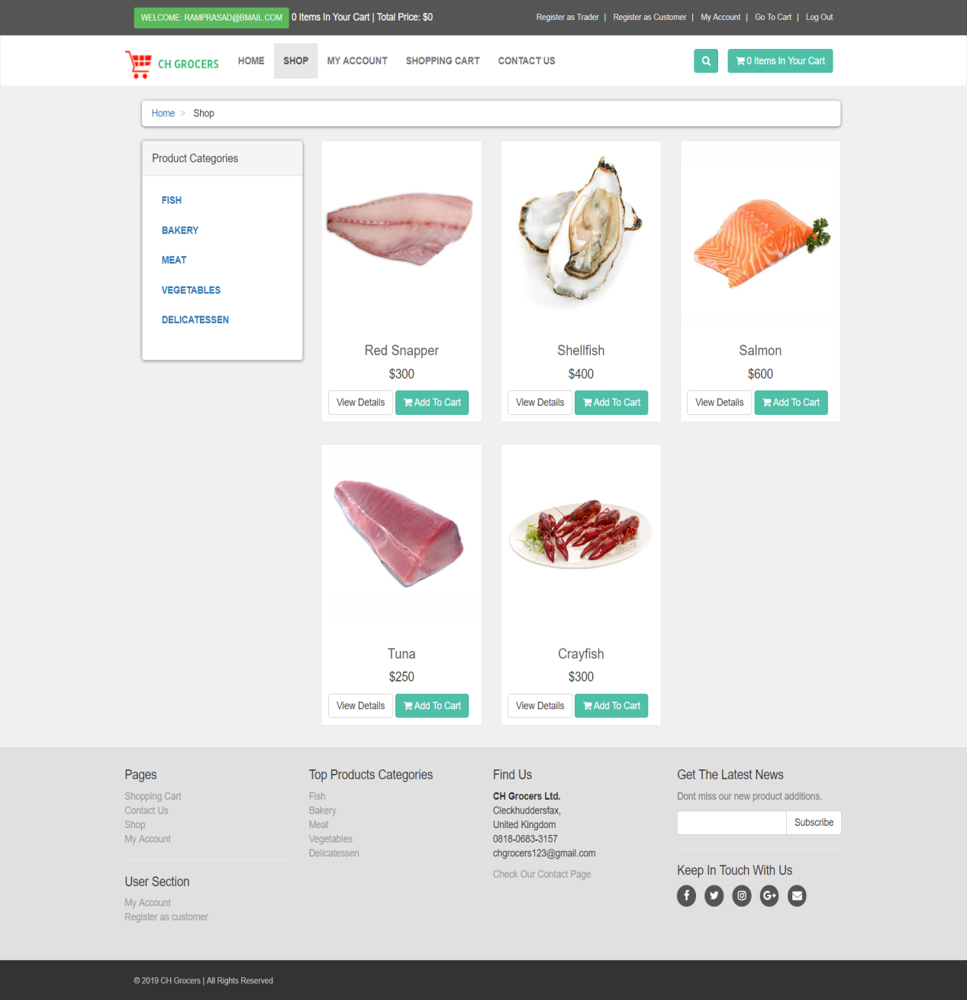 WELCOME: RAMPRASAD@BMAIL.COM 0 Items In Your Cart | Total Price: $0
Register as Trader | Register as Customer | My Account | Go To Cart | Log Out
CH GROCERS HOME SHOP MY ACCOUNT SHOPPING CART CONTACT US
0 Items In Your Cart
Home > Shop
Product Categories
FISH
BAKERY
MEAT
VEGETABLES
DELICATESSEN
Red Snapper
$300
View Details Add To Cart
Shellfish
$400
View Details Add To Cart
Salmon
$600
View Details Add To Cart
Tuna
$250
View Details Add To Cart
Crayfish
$300
View Details Add To Cart
Pages
Shopping Cart
Contact Us
Shop
My Account
User Section
My Account
Register as customer
Top Products Categories
Fish
Bakery
Meat
Vegetables
Delicatessen
Find Us
CH Grocers Ltd.
Cleckhuddersfax,
United Kingdom
0818-0683-3157
chgrocers123@gmail.com
Check Our Contact Page
Get The Latest News
Dont miss our new product additions.
Subscribe
Keep In Touch With Us
© 2019 CH Grocers | All Rights Reserved